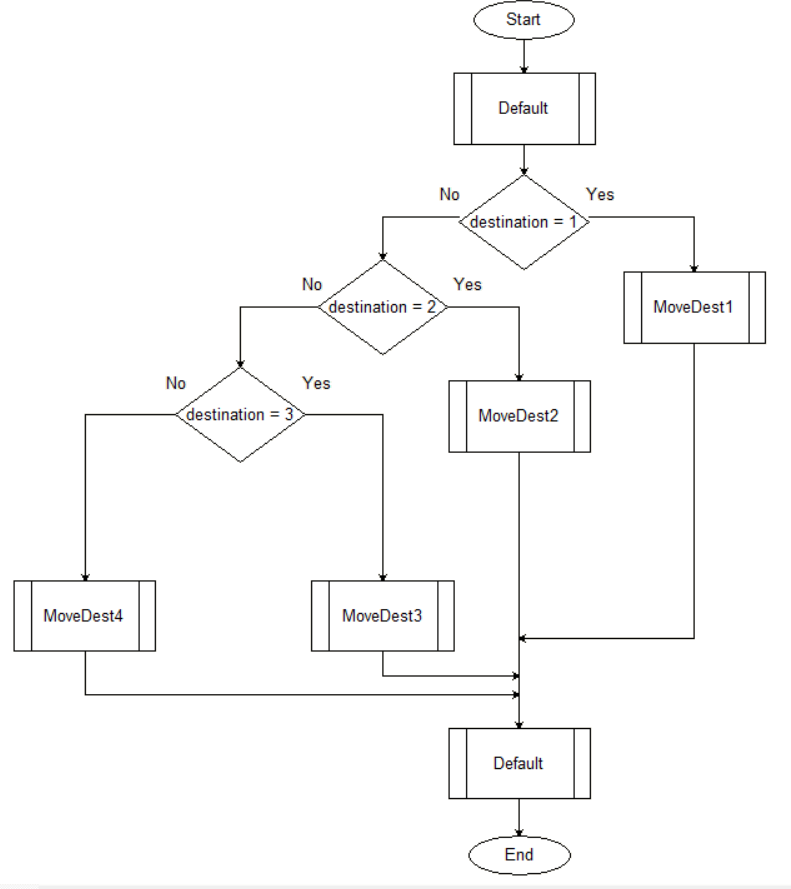 Start
Default
No
Yes
destination = 1
No
Yes
destination = 2
MoveDest1
No
Yes
destination = 3
MoveDest2
MoveDest4
MoveDest3
Default
End